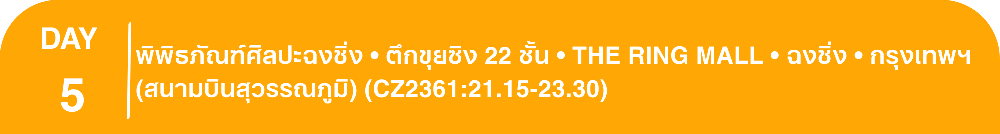 DAY
5
พิพิธภัณฑ์ศิลปะฉงชิ่ง • ตึกขุยซิง 22 ชั้น • THE RING MALL • ฉงชิ่ง • กรุงเทพฯ
(สนามบินสุวรรณภูมิ) (CZ2361:21.15-23.30)